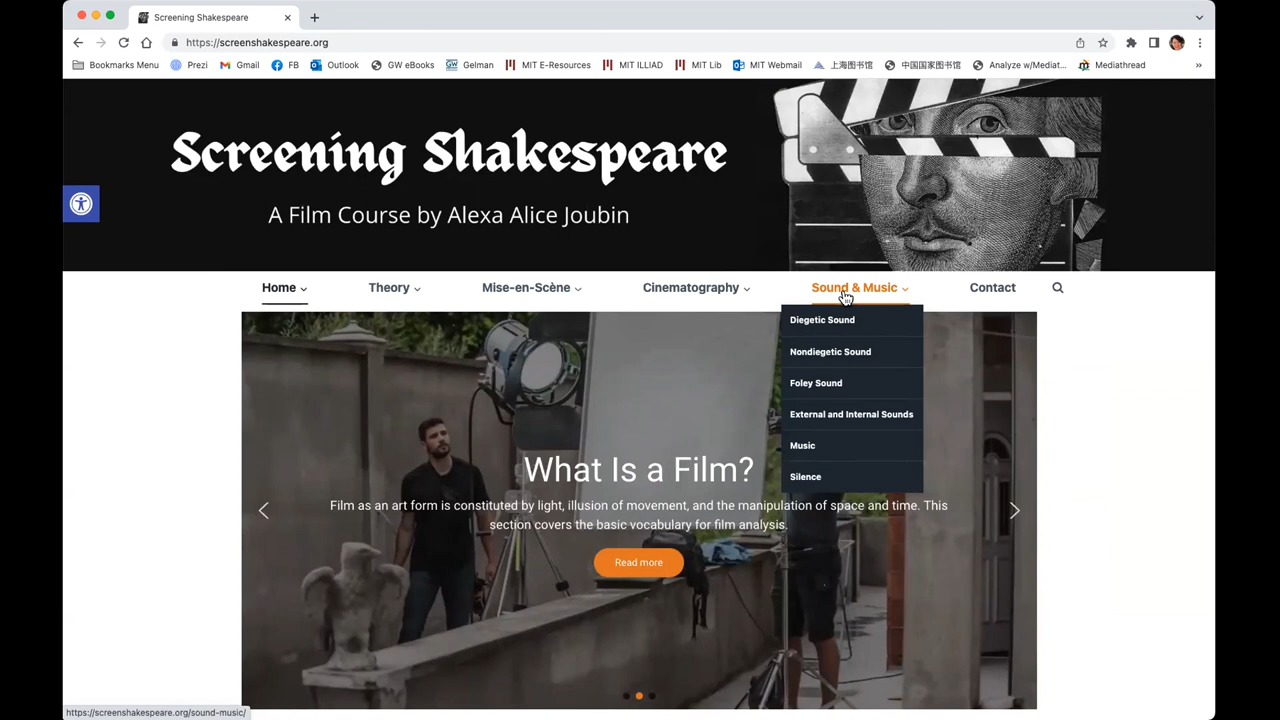 Screening Shakespeare
https://screenshakespeare.org
Bookmarks Menu Prezi Gmail FB Outlook GW eBooks Gelman MIT E-Resources MIT ILLIAD MIT Lib MIT Webmail 上海图书馆 中国国家图书馆 Analyze w/Mediat... Mediathread »
Screening Shakespeare
A Film Course by Alexa Alice Joubin
Home Theory Mise-en-Scène Cinematography Sound & Music Contact
Diegetic Sound
Nondiegetic Sound
Foley Sound
External and Internal Sounds
Music
Silence
What Is a Film?
Film as an art form is constituted by light, illusion of movement, and the manipulation of space and time. This
section covers the basic vocabulary for film analysis.
Read more
https://screenshakespeare.org/sound-music/